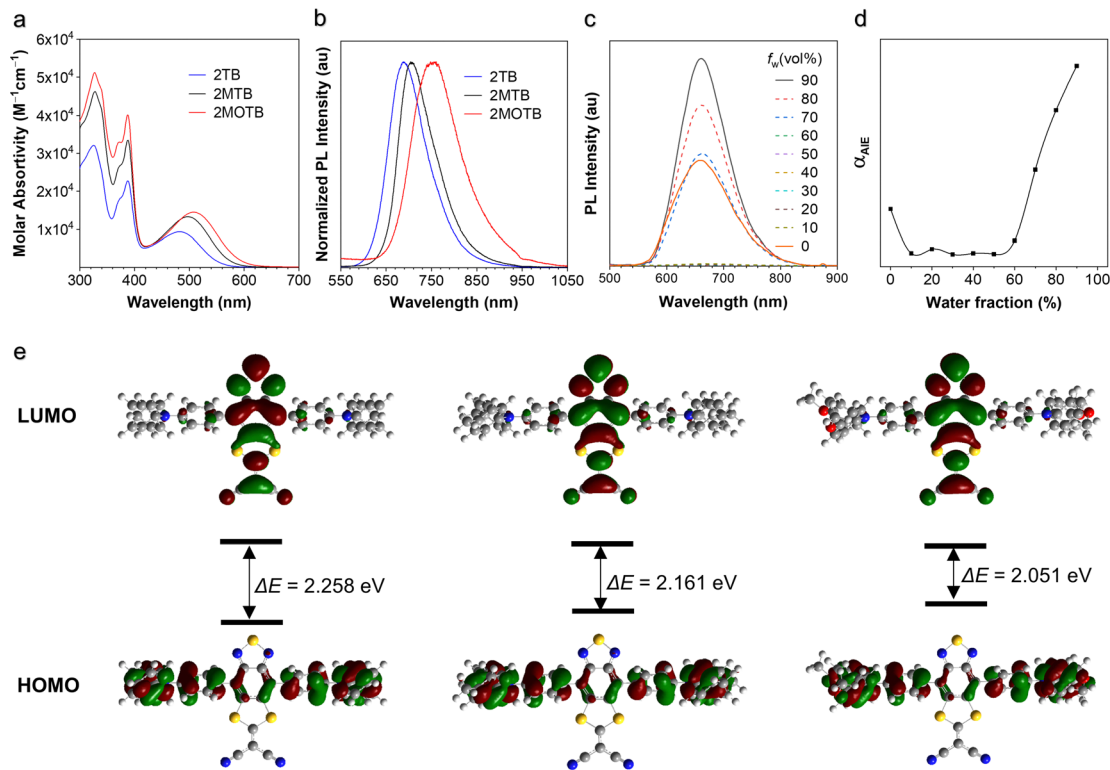 a
6x10⁴
5x10⁴
4x10⁴
3x10⁴
2x10⁴
1x10⁴
Molar Absortivity (M⁻¹cm⁻¹)
2TB
2MTB
2MOTB
300 400 500 600 700
Wavelength (nm)
b
Normalized PL Intensity (au)
2TB
2MTB
2MOTB
550 650 750 850 950 1050
Wavelength (nm)
c
PL Intensity (au)
fw(vol%)
90
80
70
60
50
40
30
20
10
0
500 600 700 800 900
Wavelength (nm)
d
αAIE
0 20 40 60 80 100
Water fraction (%)
e
LUMO
ΔE = 2.258 eV
ΔE = 2.161 eV
ΔE = 2.051 eV
HOMO